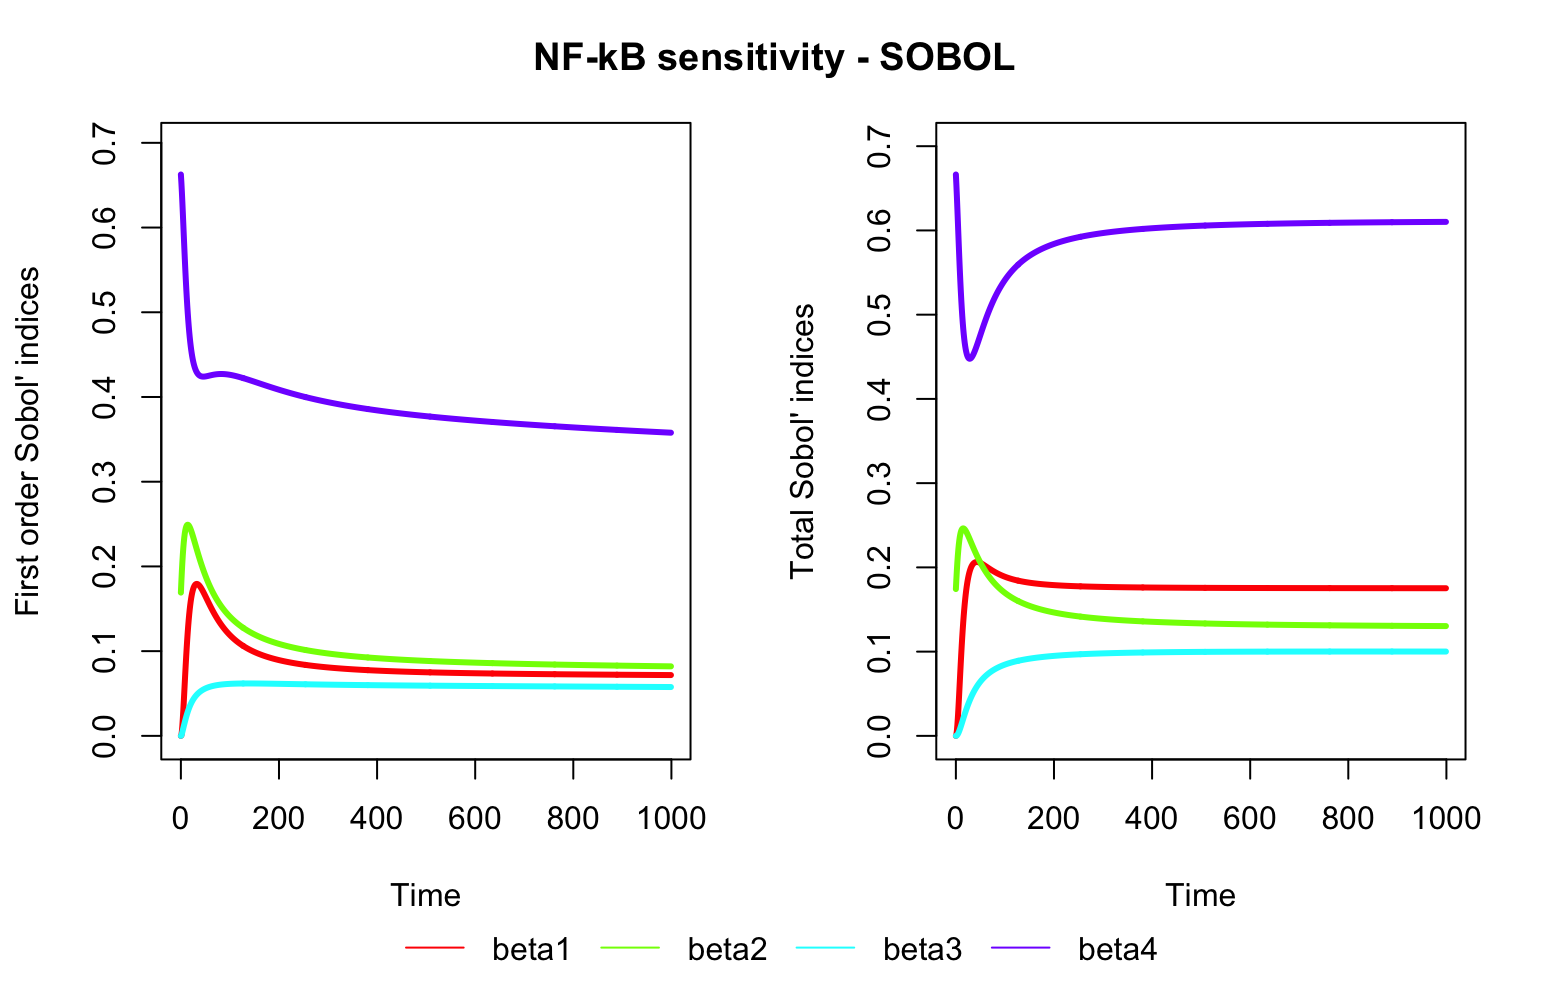 NF-kB sensitivity - SOBOL
First order Sobol' indices
0.7
0.6
0.5
0.4
0.3
0.2
0.1
0.0
0 200 400 600 800 1000
Time
Total Sobol' indices
0.7
0.6
0.5
0.4
0.3
0.2
0.1
0.0
0 200 400 600 800 1000
Time
beta1 beta2 beta3 beta4